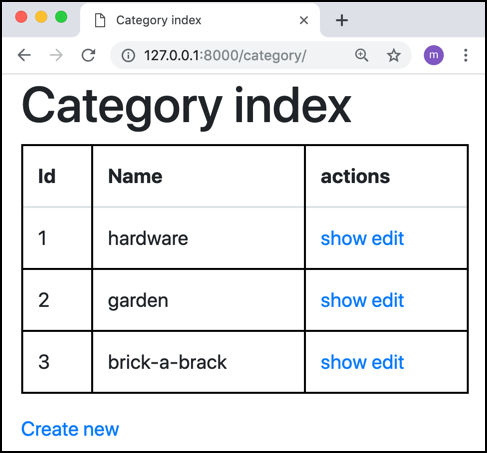 Category index
127.0.0.1:8000/category/
m
Category index
Id Name actions
1 hardware show edit
2 garden show edit
3 brick-a-brack show edit
Create new